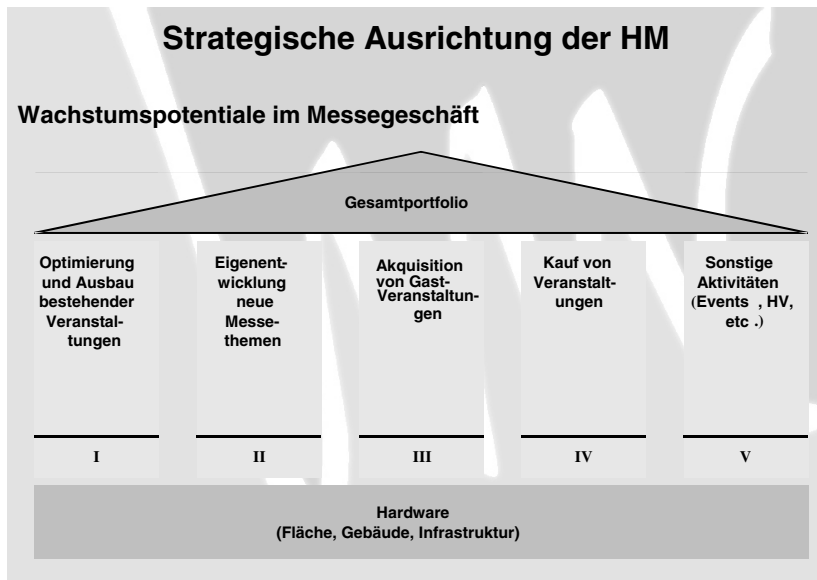 Strategische Ausrichtung der HM
Wachstumspotentiale im Messegeschäft
Gesamtportfolio
Optimierung
und Ausbau
bestehender
Veranstal-
tungen
I
Eigenent-
wicklung
neue
Messe-
themen
II
Akquisition
von Gast-
Veranstaltun-
gen
III
Kauf von
Veranstalt-
ungen
IV
Sonstige
Aktivitäten
(Events , HV,
etc .)
V
Hardware
(Fläche, Gebäude, Infrastruktur)